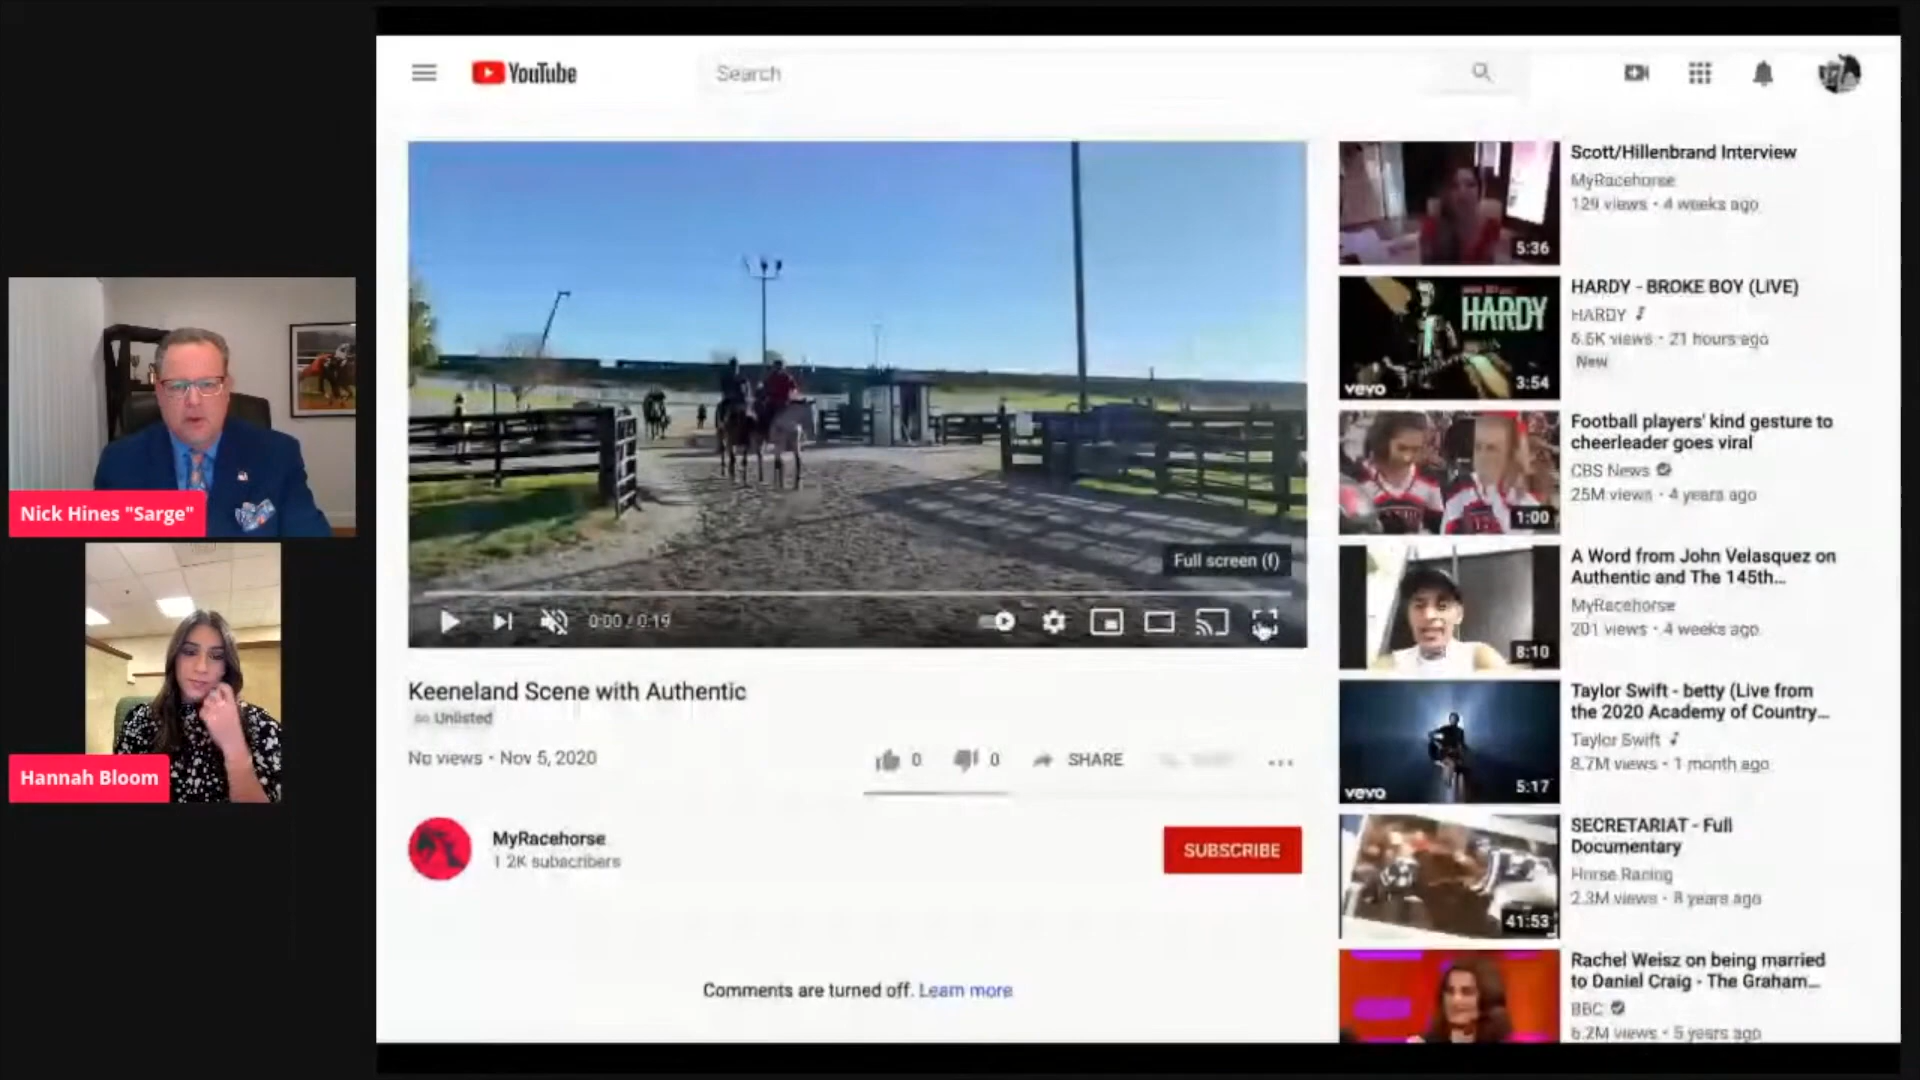 YouTube
Search
Nick Hines "Sarge"
Hannah Bloom
Full screen (f)
0:00 / 0:19
Keeneland Scene with Authentic
Unlisted
No views • Nov 5, 2020
0
0
SHARE
MyRacehorse
1.2K subscribers
SUBSCRIBE
Comments are turned off. Learn more
5:36
Scott/Hillenbrand Interview
MyRacehorse
129 views • 4 weeks ago
HARDY
vevo
3:54
HARDY - BROKE BOY (LIVE)
HARDY
6.6K views • 21 hours ago
New
1:00
Football players' kind gesture to
cheerleader goes viral
CBS News
25M views • 4 years ago
8:10
A Word from John Velasquez on
Authentic and The 145th...
MyRacehorse
201 views • 4 weeks ago
vevo
5:17
Taylor Swift - betty (Live from
the 2020 Academy of Country...
Taylor Swift
8.7M views • 1 month ago
41:53
SECRETARIAT - Full
Documentary
Horse Racing
2.3M views • 8 years ago
Rachel Weisz on being married
to Daniel Craig - The Graham...
BBC
6.2M views • 5 years ago